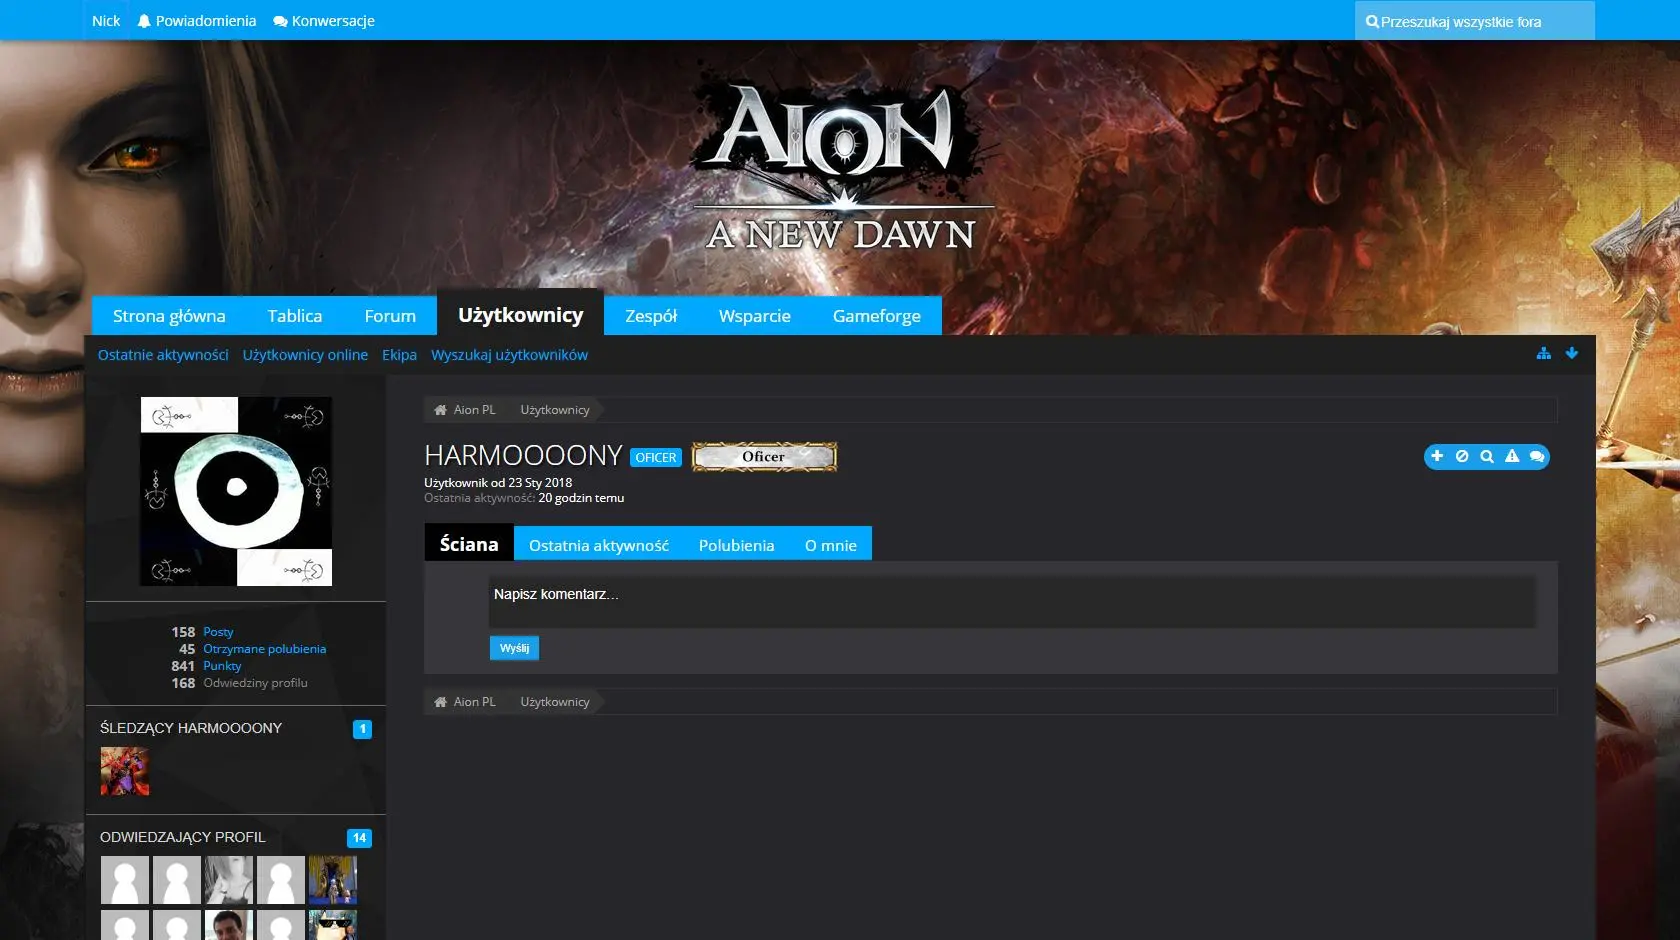 Nick Powiadomienia Konwersacje Przeszukaj wszystkie fora
AION
A NEW DAWN
Strona główna Tablica Forum Użytkownicy Zespół Wsparcie Gameforge
Ostatnie aktywności Użytkownicy online Ekipa Wyszukaj użytkowników
Aion PL Użytkownicy
HARMOOOONY OFICER Oficer
Użytkownik od 23 Sty 2018
Ostatnia aktywność: 20 godzin temu
Ściana Ostatnia aktywność Polubienia O mnie
Napisz komentarz...
Wyślij
Aion PL Użytkownicy
158 Posty
45 Otrzymane polubienia
841 Punkty
168 Odwiedziny profilu
ŚLEDZĄCY HARMOOOONY 1
ODWIEDZAJĄCY PROFIL 14